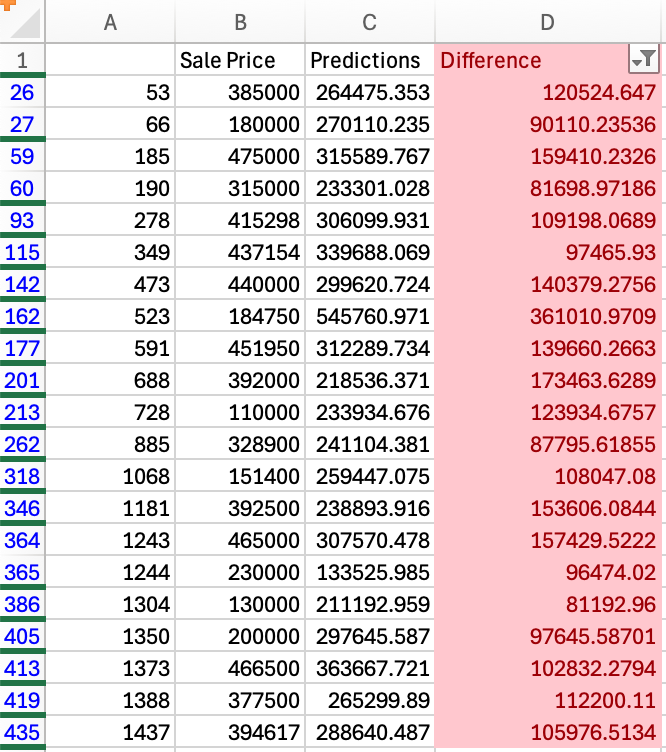 A B C D
1 Sale Price Predictions Difference
26 53 385000 264475.353 120524.647
27 66 180000 270110.235 90110.23536
59 185 475000 315589.767 159410.2326
60 190 315000 233301.028 81698.97186
93 278 415298 306099.931 109198.0689
115 349 437154 339688.069 97465.93
142 473 440000 299620.724 140379.2756
162 523 184750 545760.971 361010.9709
177 591 451950 312289.734 139660.2663
201 688 392000 218536.371 173463.6289
213 728 110000 233934.676 123934.6757
262 885 328900 241104.381 87795.61855
318 1068 151400 259447.075 108047.08
346 1181 392500 238893.916 153606.0844
364 1243 465000 307570.478 157429.5222
365 1244 230000 133525.985 96474.02
386 1304 130000 211192.959 81192.96
405 1350 200000 297645.587 97645.58701
413 1373 466500 363667.721 102832.2794
419 1388 377500 265299.89 112200.11
435 1437 394617 288640.487 105976.5134